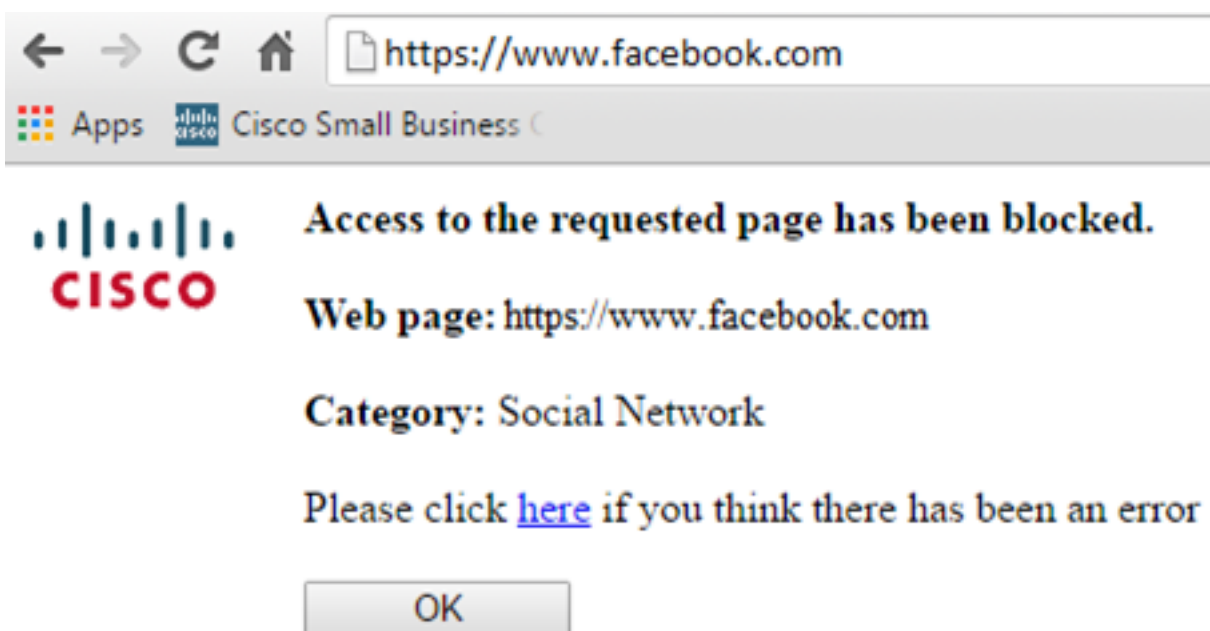 https://www.facebook.com
Apps Cisco Small Business
CISCO
Access to the requested page has been blocked.
Web page: https://www.facebook.com
Category: Social Network
Please click here if you think there has been an error
OK